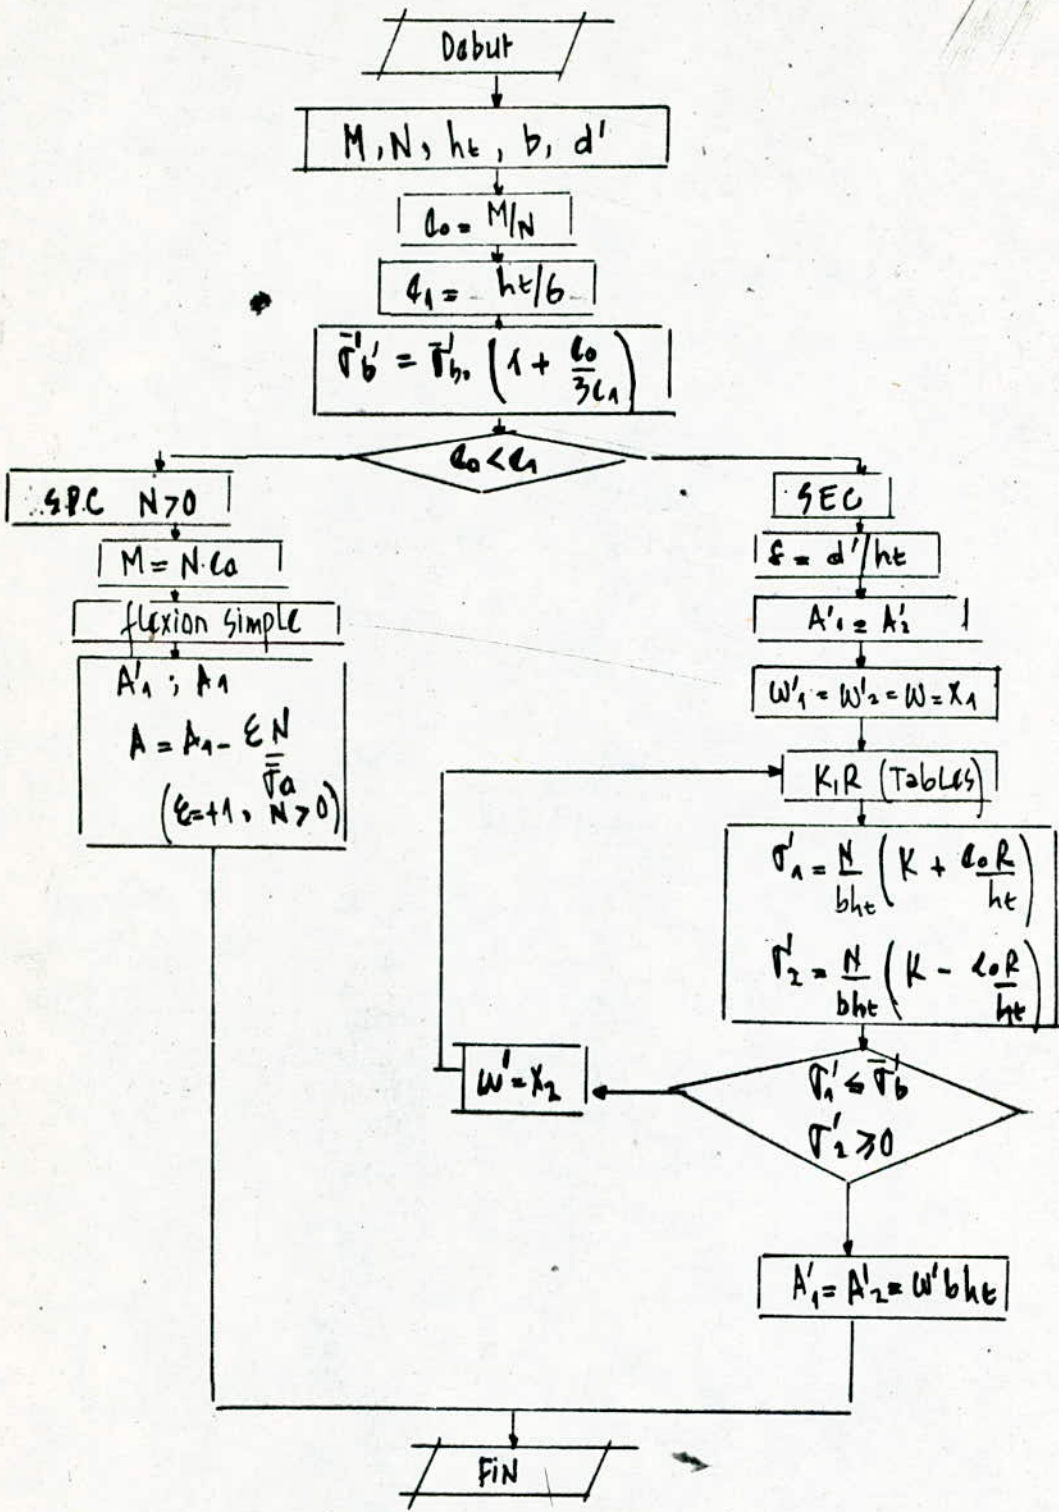 Debut
M, N, ht, b, d'
e₀ = M/N
e₁ = ht/6
σ̄'b' = σ̄'b₀ (1 + e₀/3e₁)
e₀ < e₁
S.P.C N>0
M = N·ea
flexion simple
A'₁ ; A₁
A = A₁ - εN/σ̄a
(ε=+1, N>0)
SEC
δ = d'/ht
A'₁ = A'₂
W'₁ = W'₂ = W = X₁
K,R (Tables)
σ'₁ = N/bht (K + e₀R/ht)
σ'₂ = N/bht (K - e₀R/ht)
σ'₁ ≤ σ̄'b
σ'₂ ≥ 0
W' = X₂
A'₁ = A'₂ = W' b ht
FiN